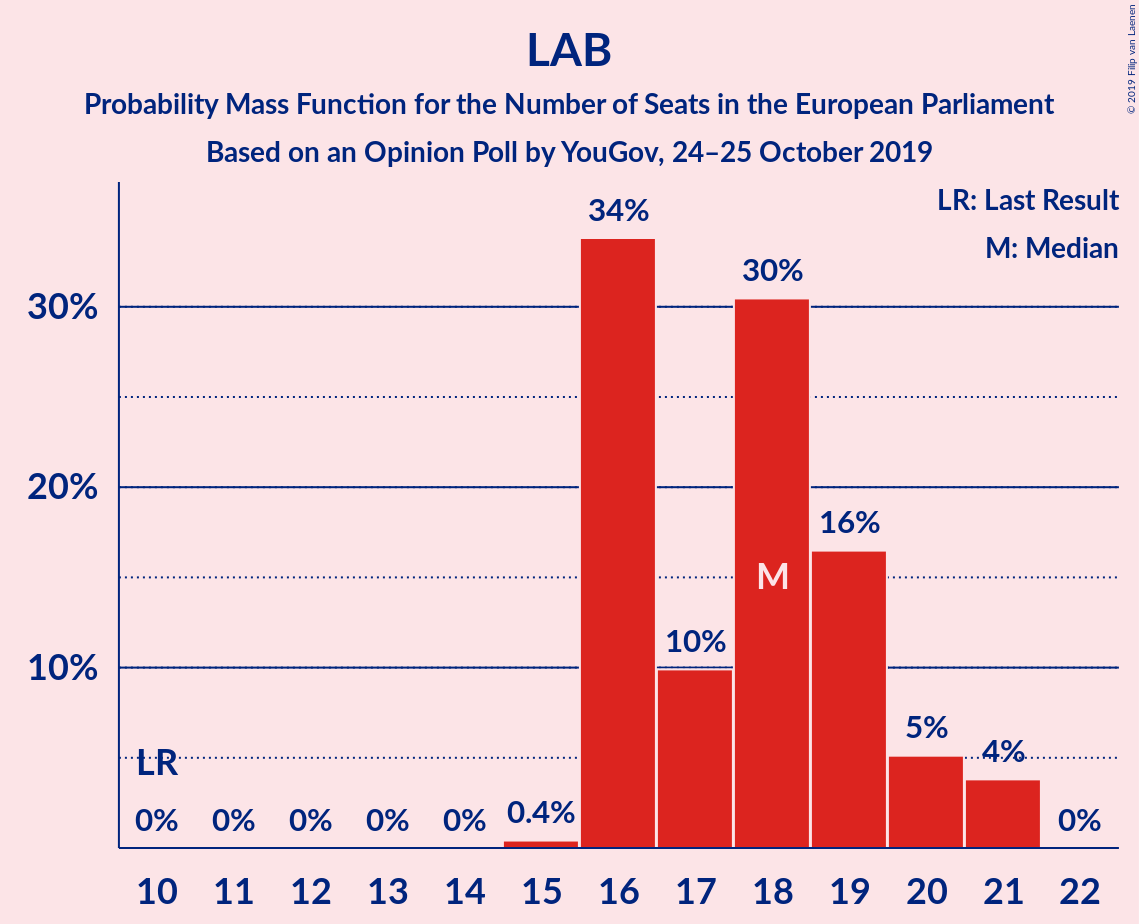 LAB
Probability Mass Function for the Number of Seats in the European Parliament
Based on an Opinion Poll by YouGov, 24–25 October 2019
© 2019 Filip van Laenen
LR: Last Result
M: Median
34%
30%
30%
20%
16%
M
10%
10%
5%
4%
LR
0%
0%
0%
0%
0%
0.4%
0%
10 11 12 13 14 15 16 17 18 19 20 21 22